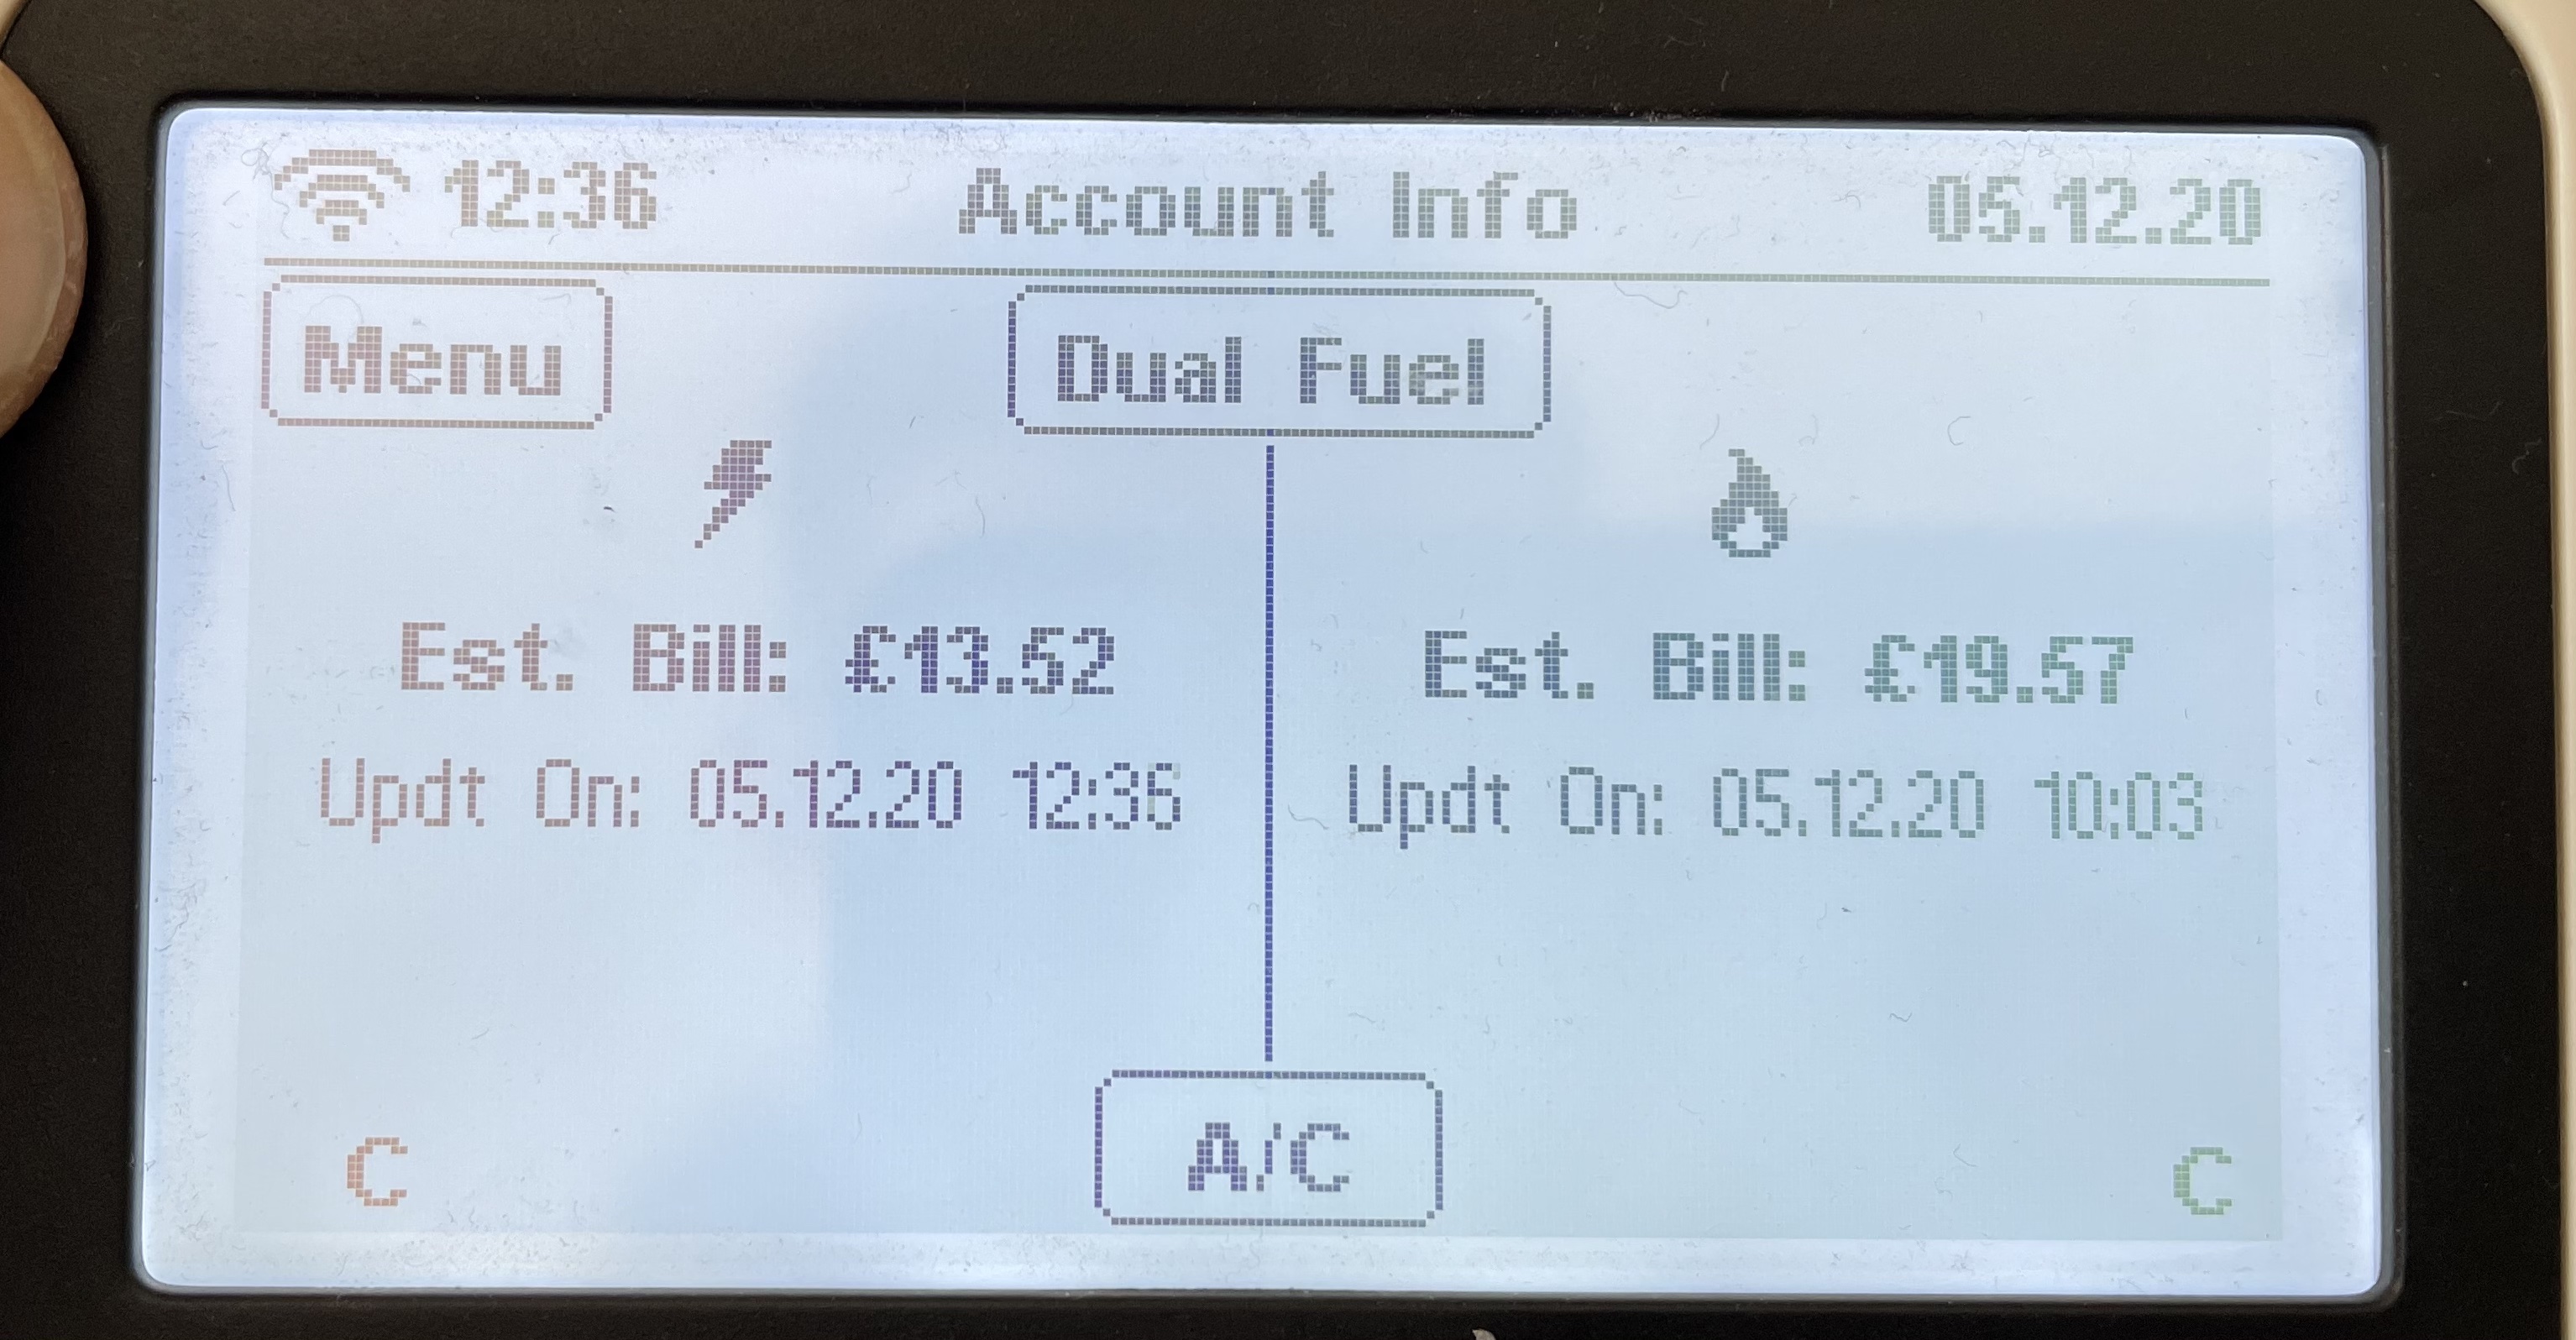 12:36 Account Info 05.12.20
Menu
Dual Fuel
Est. Bill: £13.52
Updt On: 05.12.20 12:36
Est. Bill: £19.57
Updt On: 05.12.20 10:03
C
A/C
C